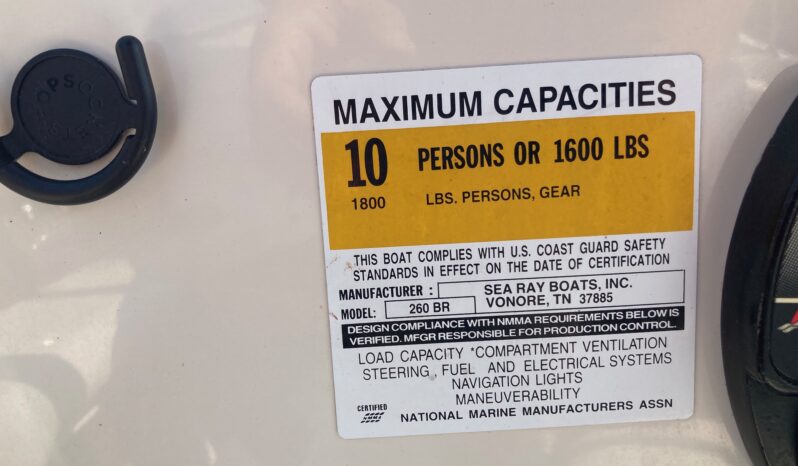 MAXIMUM CAPACITIES
10 PERSONS OR 1600 LBS
1800 LBS. PERSONS, GEAR
THIS BOAT COMPLIES WITH U.S. COAST GUARD SAFETY
STANDARDS IN EFFECT ON THE DATE OF CERTIFICATION
MANUFACTURER : SEA RAY BOATS, INC.
VONORE, TN 37885
MODEL: 260 BR
DESIGN COMPLIANCE WITH NMMA REQUIREMENTS BELOW IS
VERIFIED. MFGR RESPONSIBLE FOR PRODUCTION CONTROL.
LOAD CAPACITY *COMPARTMENT VENTILATION
STEERING, FUEL AND ELECTRICAL SYSTEMS
NAVIGATION LIGHTS
MANEUVERABILITY
CERTIFIED
NMMA
NATIONAL MARINE MANUFACTURERS ASSN